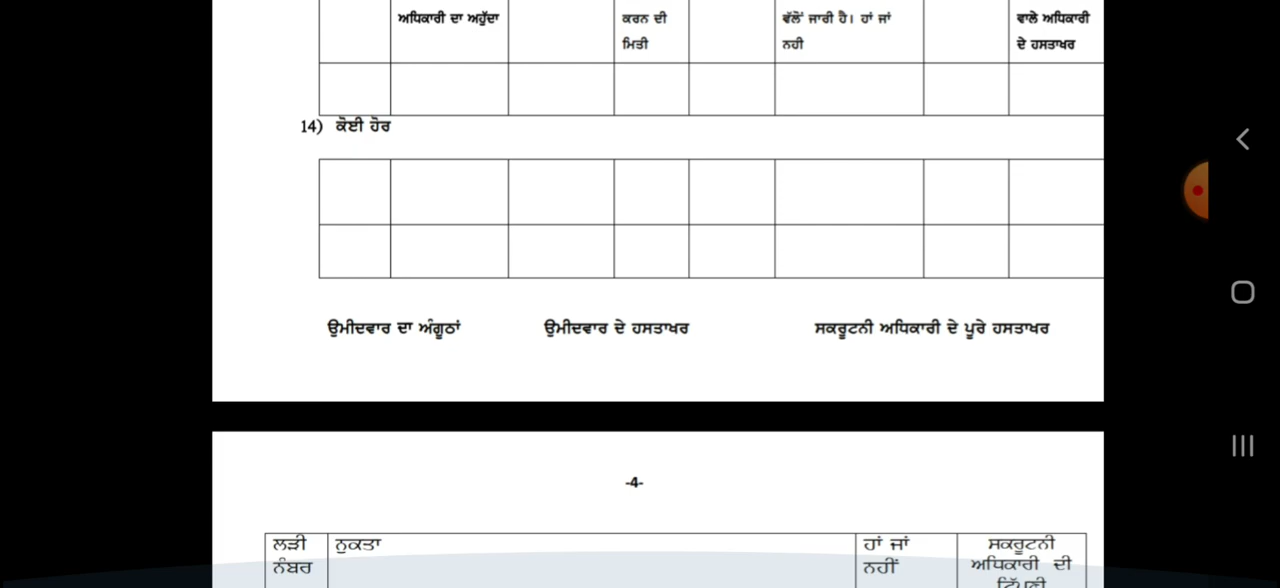 ਅਧਿਕਾਰੀ ਦਾ ਅਹੁੱਦਾ ਕਰਨ ਦੀ ਵੱਲੋਂ ਜਾਰੀ ਹੈ। ਹਾਂ ਜਾਂ ਵਾਲੇ ਅਧਿਕਾਰੀ
ਮਿਤੀ ਨਹੀ ਦੇ ਹਸਤਾਖਰ
14) ਕੋਈ ਹੋਰ
ਉਮੀਦਵਾਰ ਦਾ ਅੰਗੂਠਾਂ ਉਮੀਦਵਾਰ ਦੇ ਹਸਤਾਖਰ ਸਕਰੂਟਨੀ ਅਧਿਕਾਰੀ ਦੇ ਪੂਰੇ ਹਸਤਾਖਰ
-4-
ਲੜੀ ਨੁਕਤਾ ਹਾਂ ਜਾਂ ਸਕਰੂਟਨੀ
ਨੰਬਰ ਨਹੀਂ ਅਧਿਕਾਰੀ ਦੀ